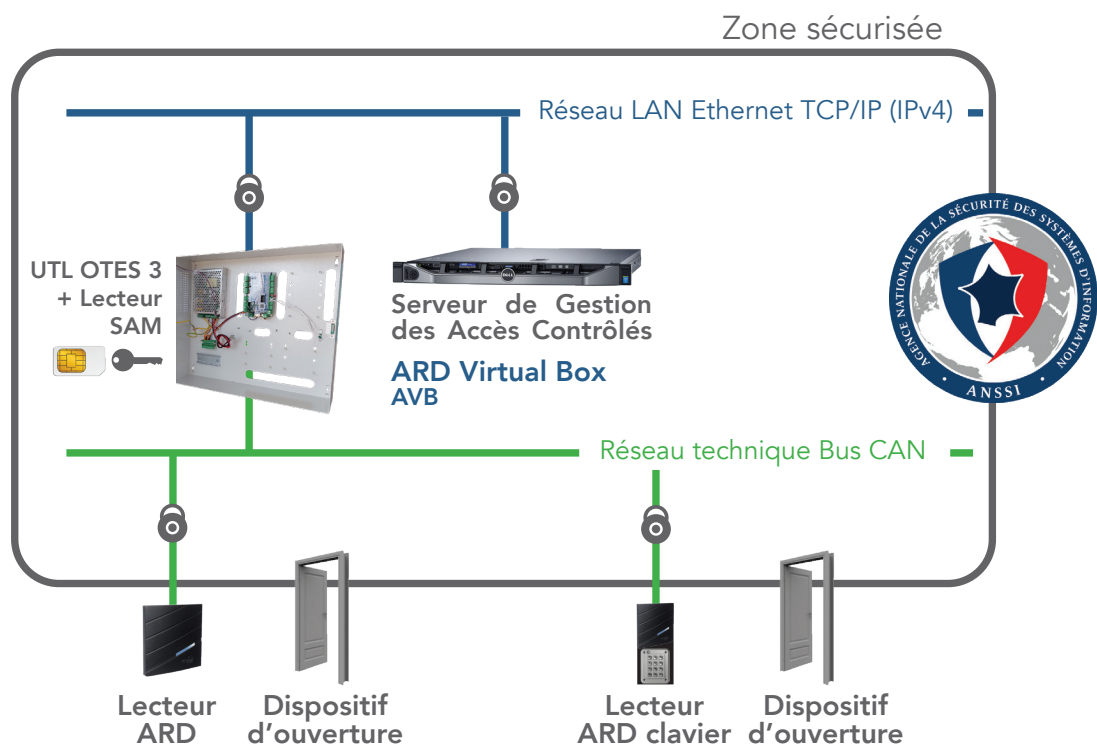 Zone sécurisée
Réseau LAN Ethernet TCP/IP (IPv4)
AGENCE NATIONALE DE LA SÉCURITÉ DES SYSTÈMES D'INFORMATION
ANSSI
UTL OTES 3
+ Lecteur
SAM
DELL
Serveur de Gestion
des Accès Contrôlés
ARD Virtual Box
AVB
Réseau technique Bus CAN
Lecteur
ARD
Dispositif
d'ouverture
Lecteur
ARD clavier
Dispositif
d'ouverture